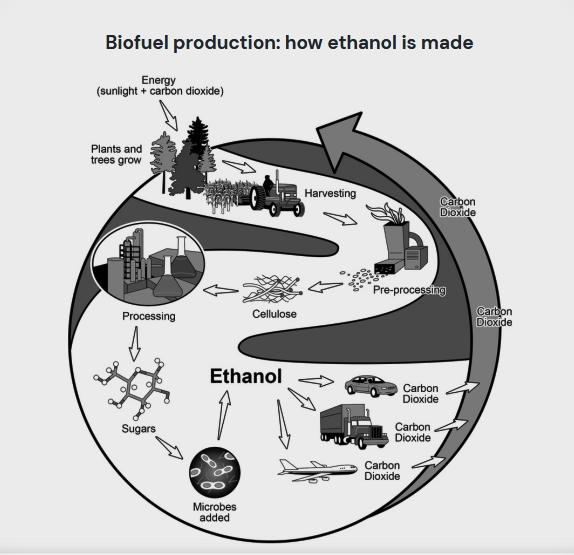 Biofuel production: how ethanol is made
Energy
(sunlight + carbon dioxide)
Plants and
trees grow
Harvesting
Carbon
Dioxide
Pre-processing
Cellulose
Processing
Carbon
Dioxide
Ethanol
Carbon
Dioxide
Sugars
Carbon
Dioxide
Carbon
Dioxide
Microbes
added